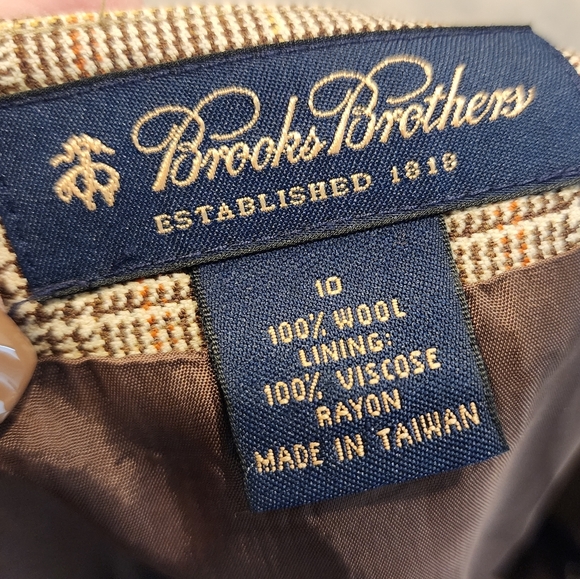 Brooks Brothers
ESTABLISHED 1818
10
100% WOOL
LINING:
100% VISCOSE
RAYON
MADE IN TAIWAN